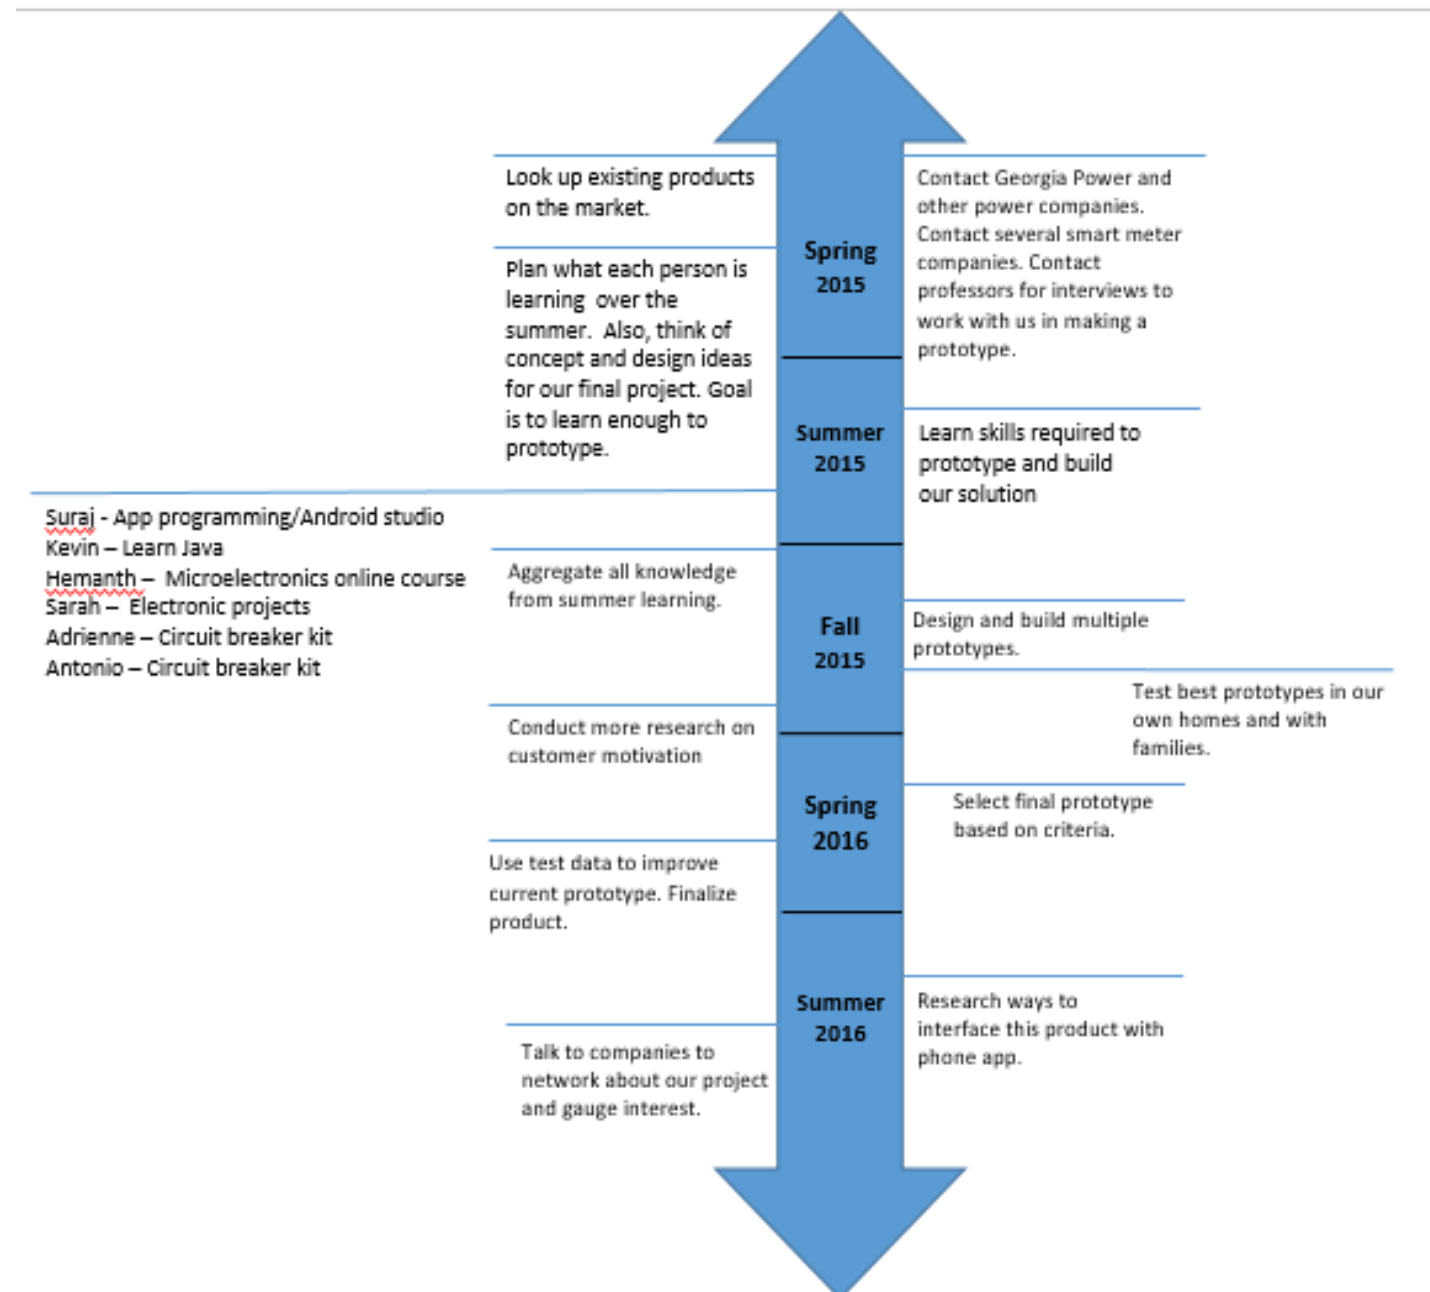 Look up existing products
on the market.
Contact Georgia Power and
other power companies.
Contact several smart meter
companies. Contact
professors for interviews to
work with us in making a
prototype.
Spring
2015
Plan what each person is
learning over the
summer. Also, think of
concept and design ideas
for our final project. Goal
is to learn enough to
prototype.
Summer
2015
Learn skills required to
prototype and build
our solution
Suraj - App programming/Android studio
Kevin – Learn Java
Hemanth – Microelectronics online course
Sarah – Electronic projects
Adrienne – Circuit breaker kit
Antonio – Circuit breaker kit
Aggregate all knowledge
from summer learning.
Fall
2015
Design and build multiple
prototypes.
Test best prototypes in our
own homes and with
families.
Conduct more research on
customer motivation
Spring
2016
Select final prototype
based on criteria.
Use test data to improve
current prototype. Finalize
product.
Summer
2016
Research ways to
interface this product with
phone app.
Talk to companies to
network about our project
and gauge interest.